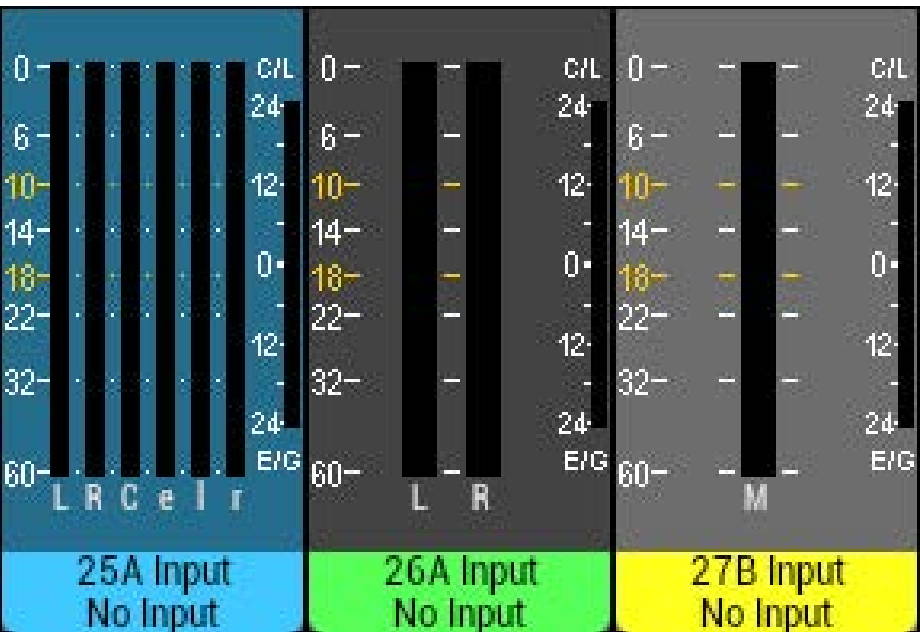 0 C/L
24
6
10 12
14
18 0
22
12
32
24
60 E/G
L R C e l r
25A Input
No Input
0 C/L
24
6
10 12
14
18 0
22
12
32
24
60 E/G
L R
26A Input
No Input
0 C/L
24
6
10 12
14
18 0
22
12
32
24
60 E/G
M
27B Input
No Input